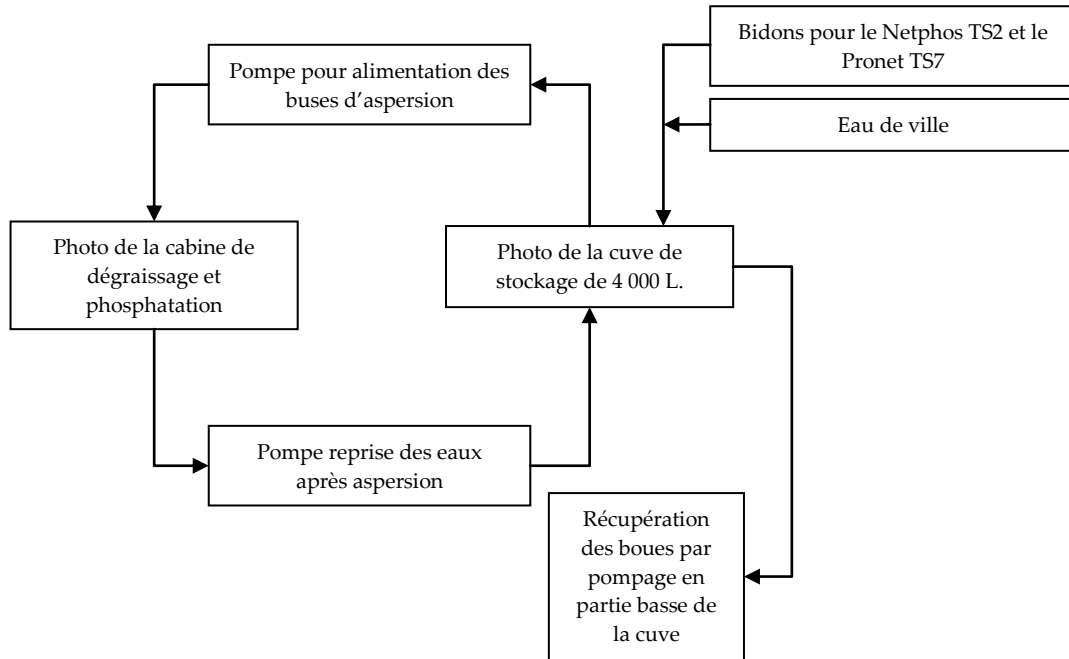 Bidons pour le Netphos TS2 et le
Pronet TS7
Pompe pour alimentation des
buses d’aspersion
Eau de ville
Photo de la cabine de
dégraissage et
phosphatation
Photo de la cuve de
stockage de 4 000 L.
Pompe reprise des eaux
après aspersion
Récupération
des boues par
pompage en
partie basse de
la cuve